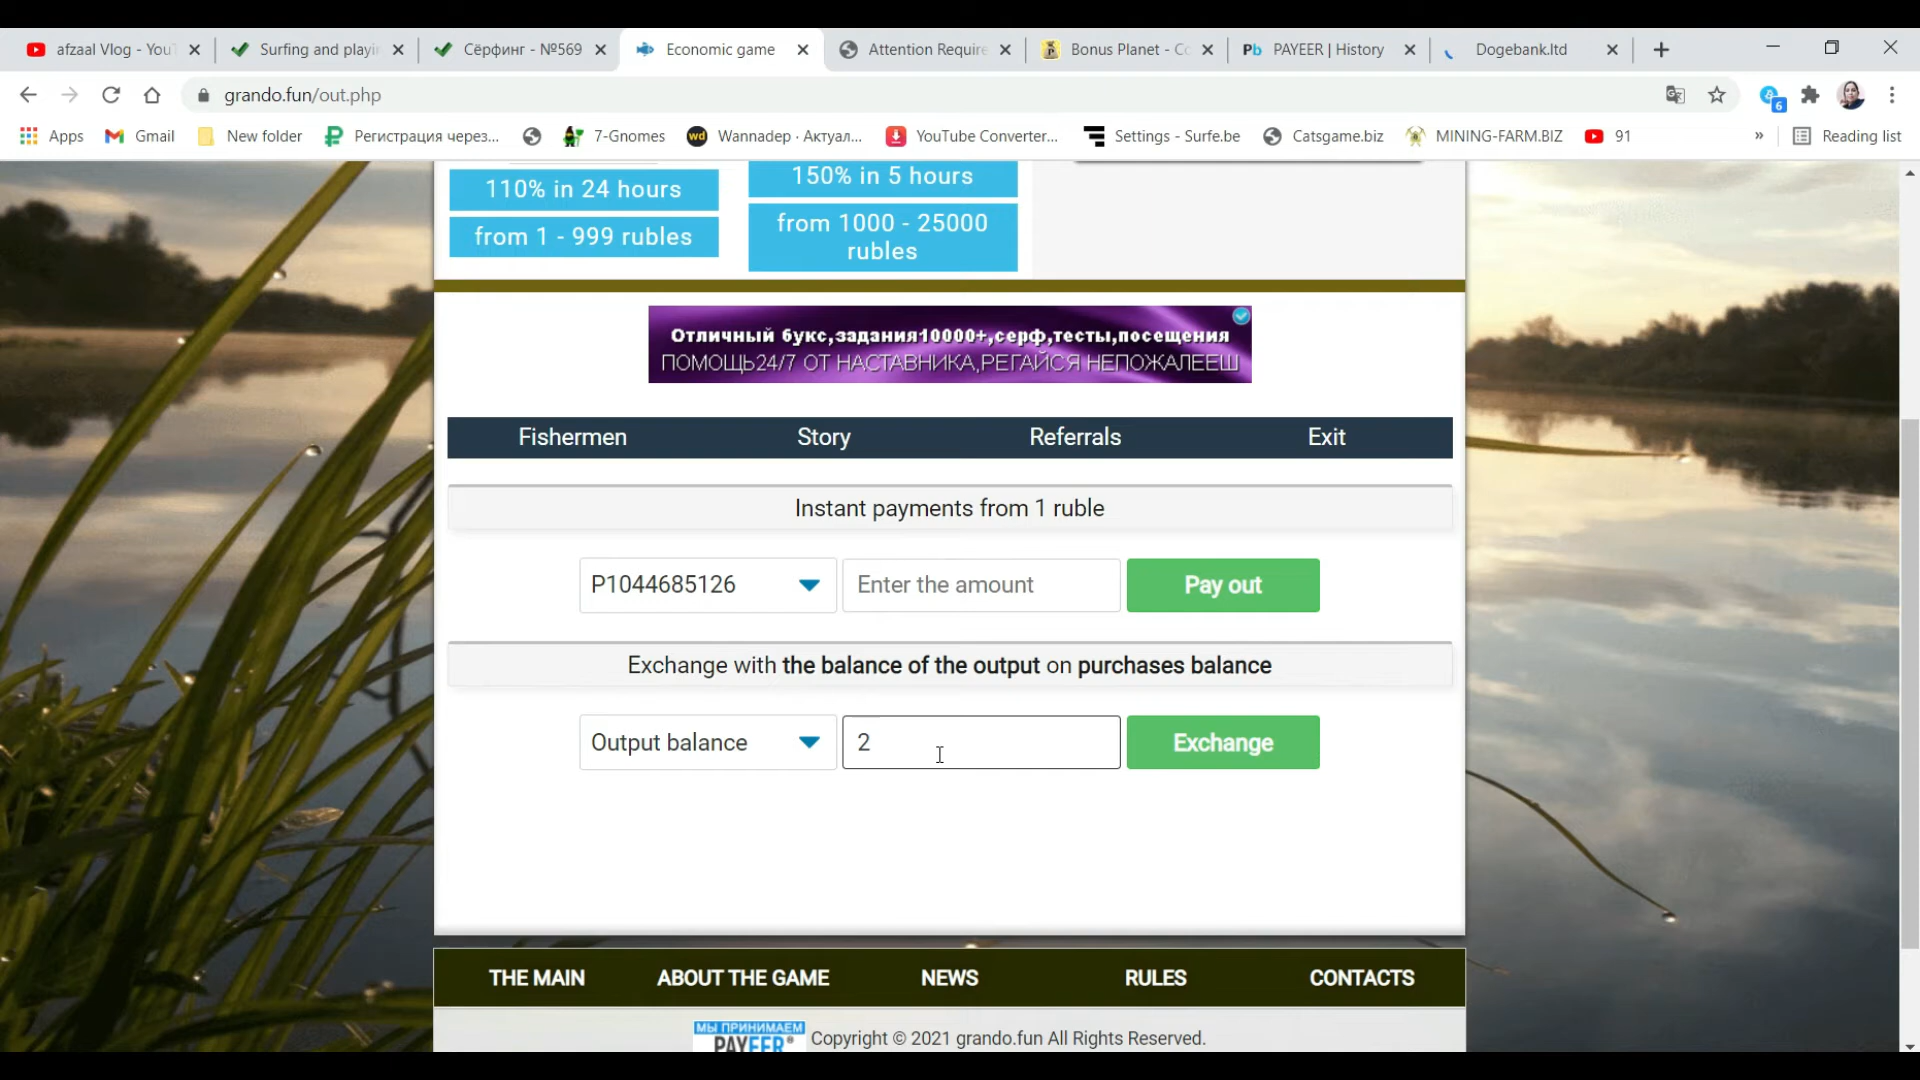 afzaal Vlog - YouT
Surfing and playi
Сёрфинг - №569
Economic game
Attention Require
Bonus Planet - Co
Pb PAYEER | History
Dogebank.ltd
grando.fun/out.php
6
Apps
Gmail
New folder
Регистрация через...
7-Gnomes
wd Wannadep · Актуал...
YouTube Converter...
Settings - Surfe.be
Catsgame.biz
MINING-FARM.BIZ
91
»
Reading list
110% in 24 hours
from 1 - 999 rubles
150% in 5 hours
from 1000 - 25000
rubles
Отличный букс,задания10000+,серф,тесты,посещения
ПОМОЩЬ24/7 ОТ НАСТАВНИКА,РЕГАЙСЯ НЕПОЖАЛЕЕШ
Fishermen Story Referrals Exit
Instant payments from 1 ruble
P1044685126 Enter the amount Pay out
Exchange with the balance of the output on purchases balance
Output balance 2 Exchange
THE MAIN ABOUT THE GAME NEWS RULES CONTACTS
МЫ ПРИНИМАЕМ
PAYEER®
Copyright © 2021 grando.fun All Rights Reserved.